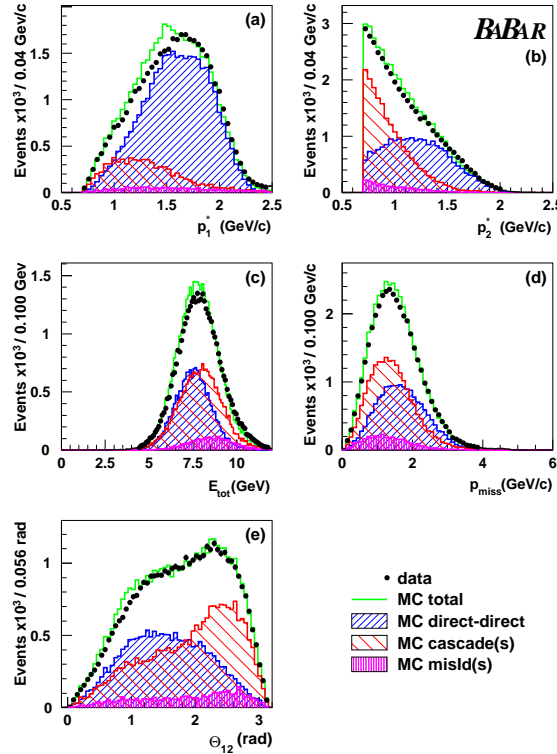 (a)
Events x10³ / 0.04 Gev/c
1.5
1
0.5
0
0.5 1 1.5 2 2.5
p*1 (GeV/c)
BABAR
(b)
Events x10³ / 0.04 Gev/c
3
2
1
0
0.5 1 1.5 2 2.5
p*2 (GeV/c)
(c)
Events x10³ / 0.100 Gev
1.5
1
0.5
0
0 2.5 5 7.5 10
E_tot(GeV)
(d)
Events x10³ / 0.100 Gev/c
2
1
0
0 2 4 6
p_miss(GeV/c)
(e)
Events x10³ / 0.056 rad
1
0.5
0
0 1 2 3
Θ12 (rad)
data
MC total
MC direct-direct
MC cascade(s)
MC misId(s)